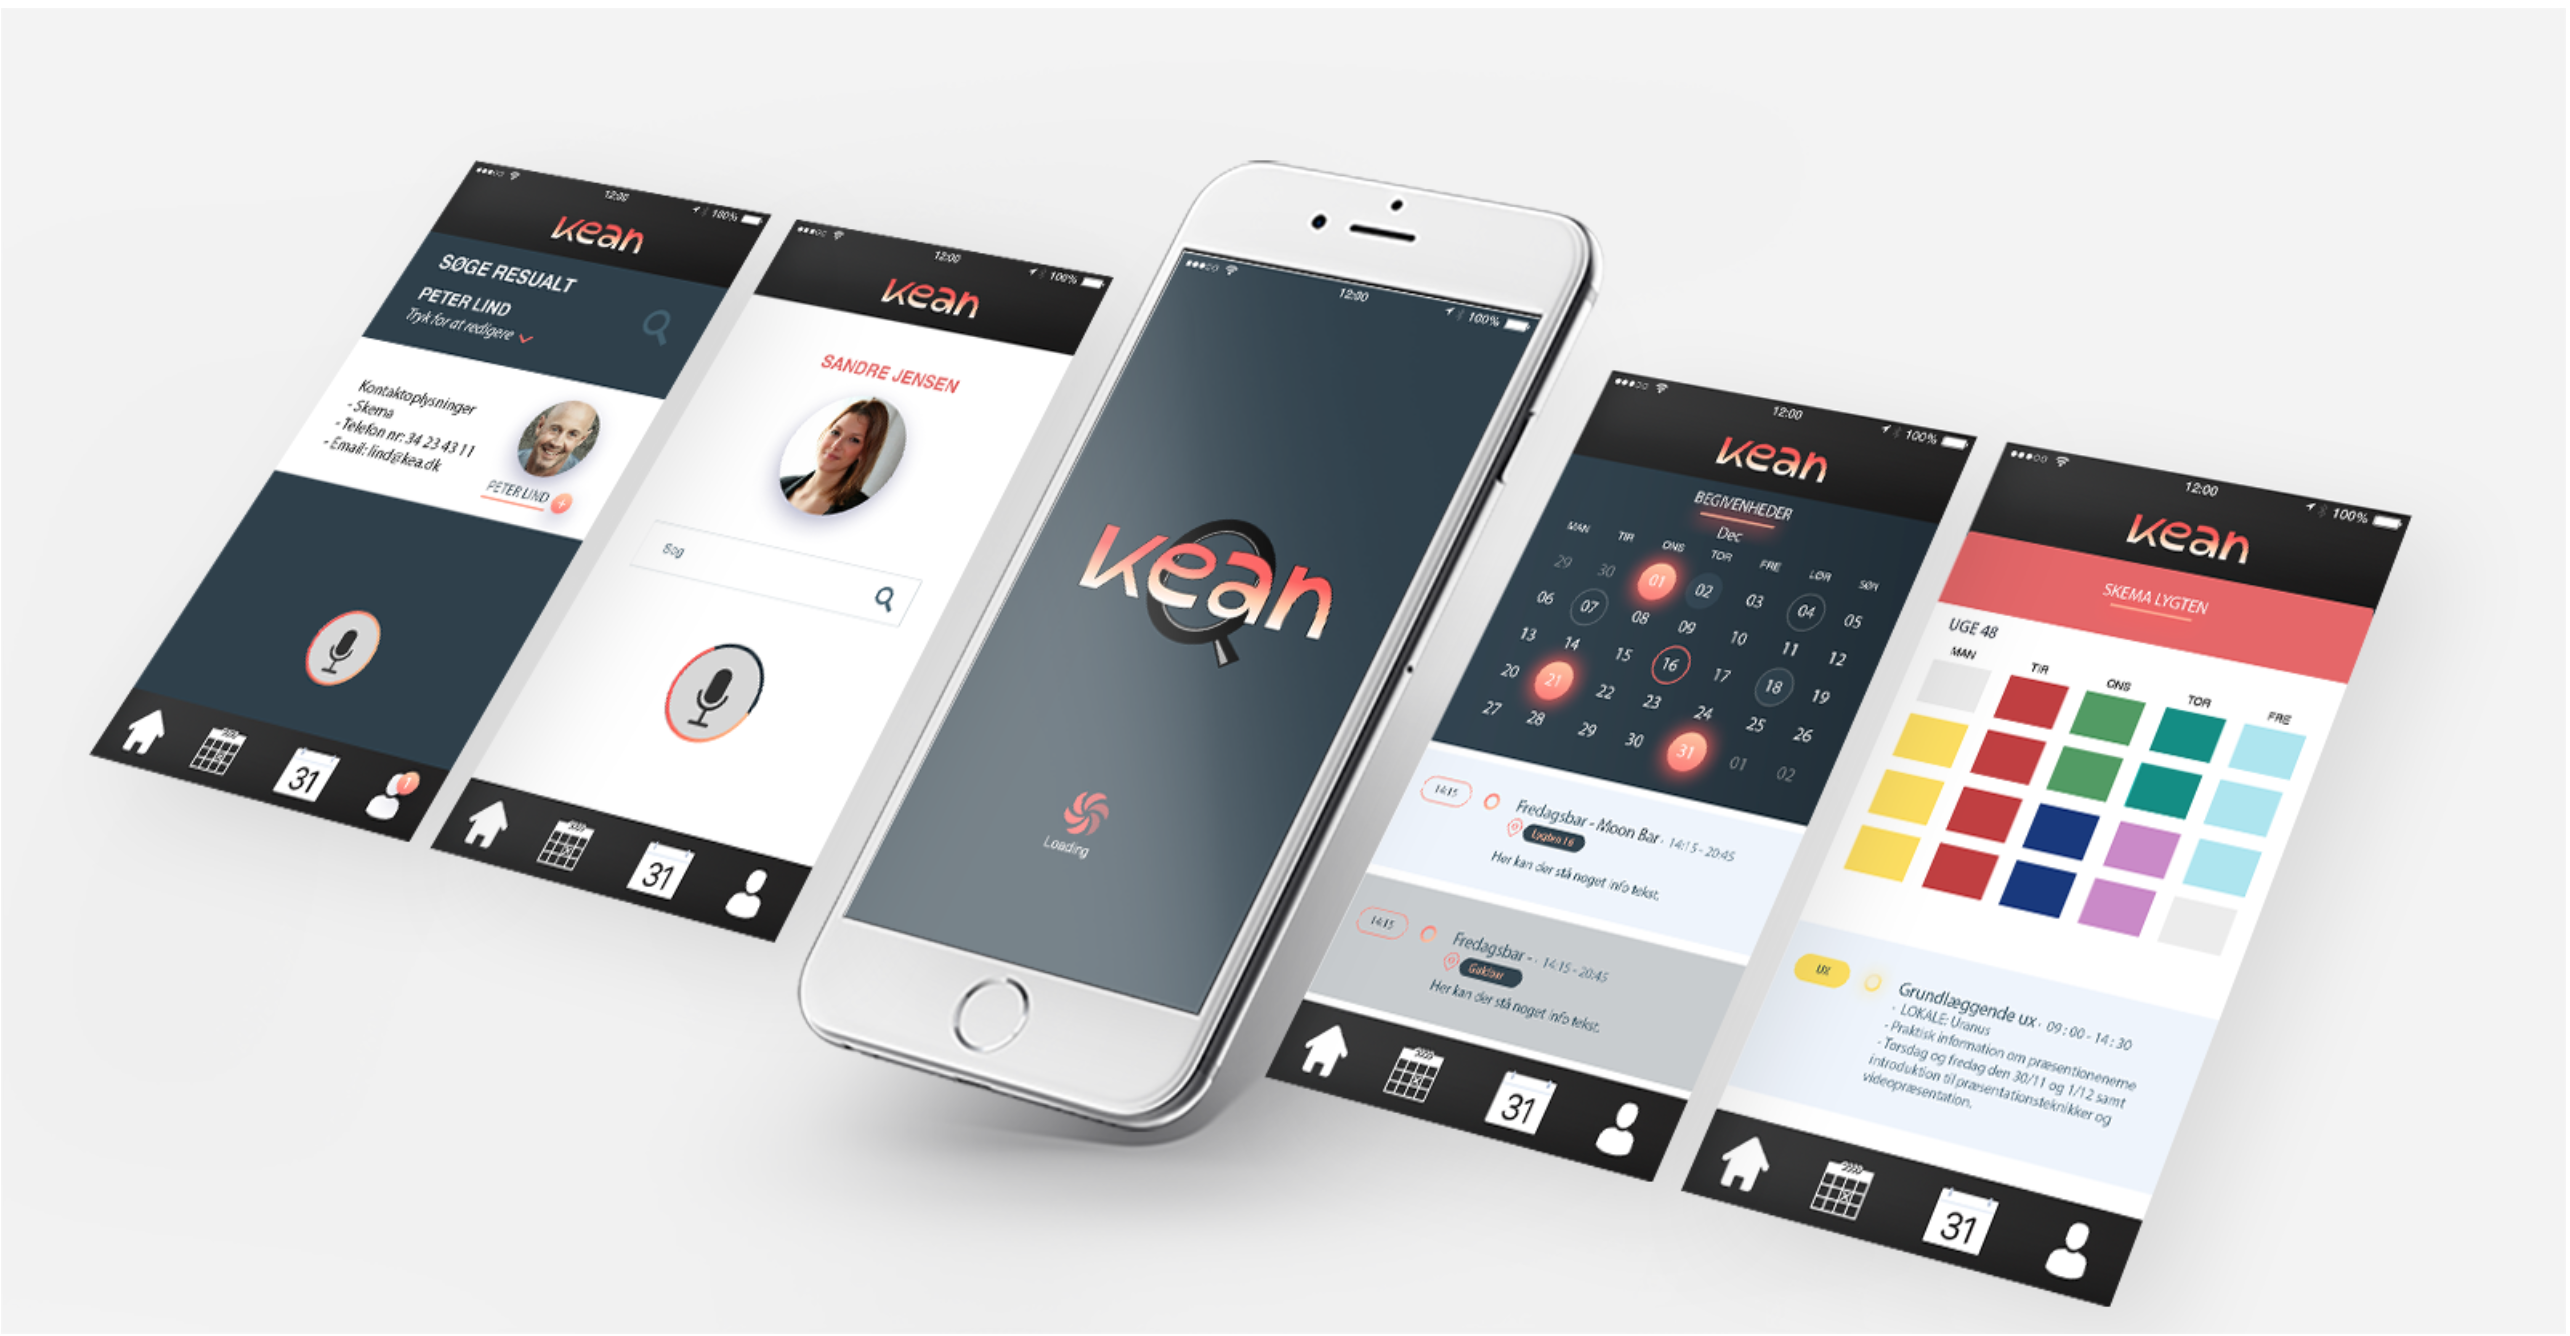 12:00
100%
kean
SØGE RESUALT
PETER LIND
Tryk for at redigere
Kontaktoplysninger
- Skema
- Telefon nr: 34 23 43 11
- Email: lind@kea.dk
PETER LIND
+
31
1
12:00
100%
kean
SANDRE JENSEN
Søg
31
12:00
100%
kean
Loading
12:00
100%
kean
BEGIVENHEDER
Dec
MAN TIR ONS TOR FRE LØR SØN
29 30 01 02 03 04 05
06 07 08 09 10 11 12
13 14 15 16 17 18 19
20 21 22 23 24 25 26
27 28 29 30 31 01 02
14:15
Fredagsbar - Moon Bar · 14:15 - 20:45
Lygten 16
Her kan der stå noget info tekst.
14:15
Fredagsbar - · 14:15 - 20:45
Her kan der stå noget info tekst.
31
12:00
100%
kean
SKEMA LYGTEN
UGE 48
MAN TIR ONS TOR FRE
UX
Grundlæggende ux · 09:00 - 14:30
- LOKALE: Uranus
- Praktisk information om præsentionenerne
- Torsdag og fredag den 30/11 og 1/12 samt
introduktion til præsentationsteknikker og
videopræsentation.
31